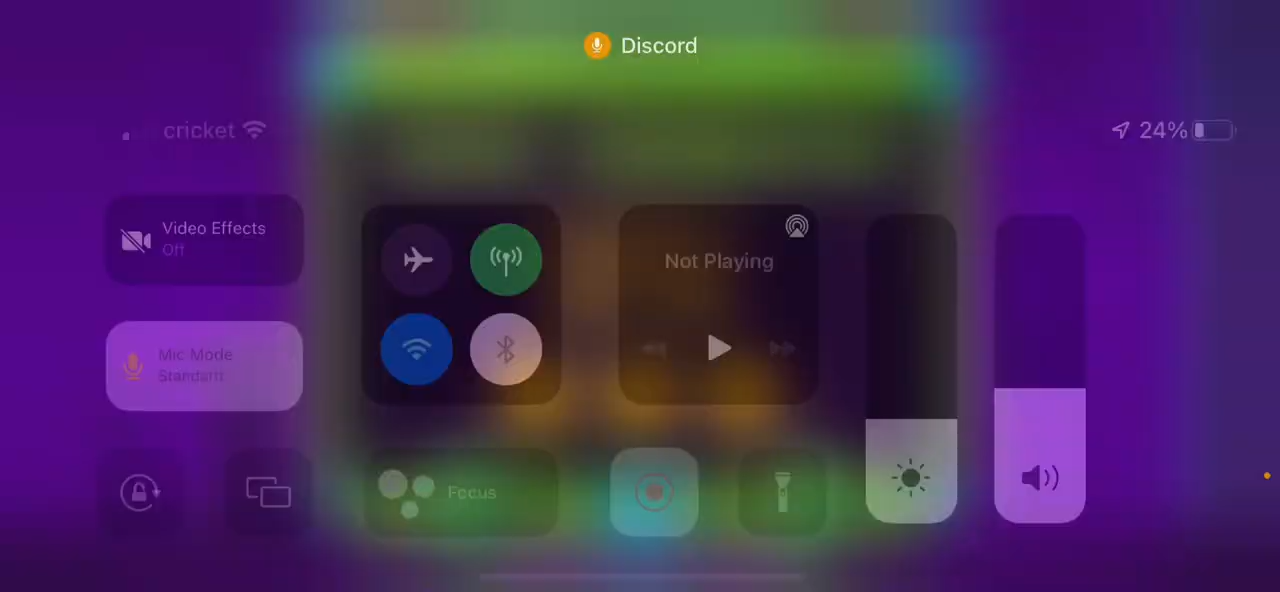 Discord
cricket
24%
Video Effects
Off
Not Playing
Mic Mode
Standard
Focus